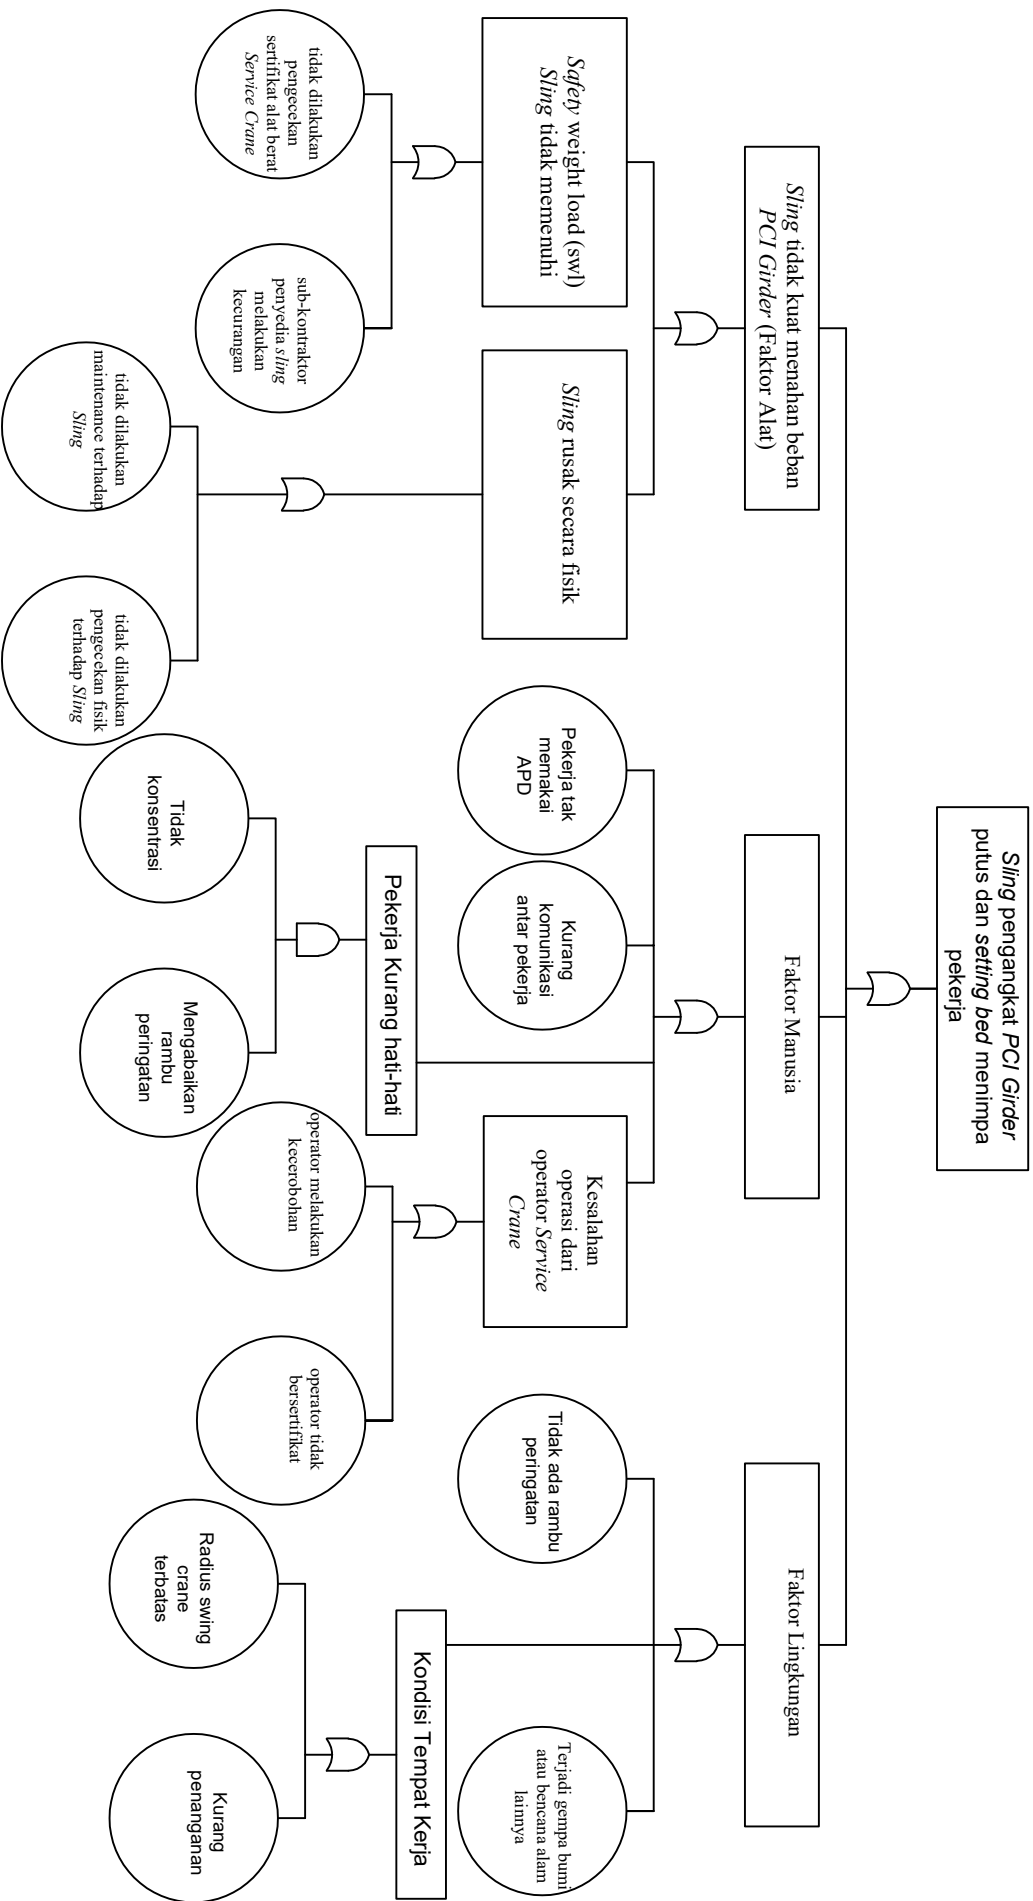 Sling pengangkat PCI Girder
putus dan setting bed menimpa
pekerja
Sling tidak kuat menahan beban
PCI Girder (Faktor Alat)
Faktor Manusia
Faktor Lingkungan
Safety weight load (swl)
Sling tidak memenuhi
Sling rusak secara fisik
Pekerja tak
memakai
APD
Kurang
komunikasi
antar pekerja
Kesalahan
operasi dari
operator Service
Crane
Tidak ada rambu
peringatan
Terjadi gempa bumi
atau bencana alam
lainnya
Pekerja Kurang hati-hati
Kondisi Tempat Kerja
tidak dilakukan
pengecekan
sertifikat alat berat
Service Crane
sub-kontraktor
penyedia sling
melakukan
kecurangan
operator melakukan
kecerobohan
operator tidak
bersertifikat
Tidak
konsentrasi
Mengabaikan
rambu
peringatan
Radius swing
crane
terbatas
Kurang
penanganan
tidak dilakukan
maintenance terhadap
Sling
tidak dilakukan
pengecekan fisik
terhadap Sling